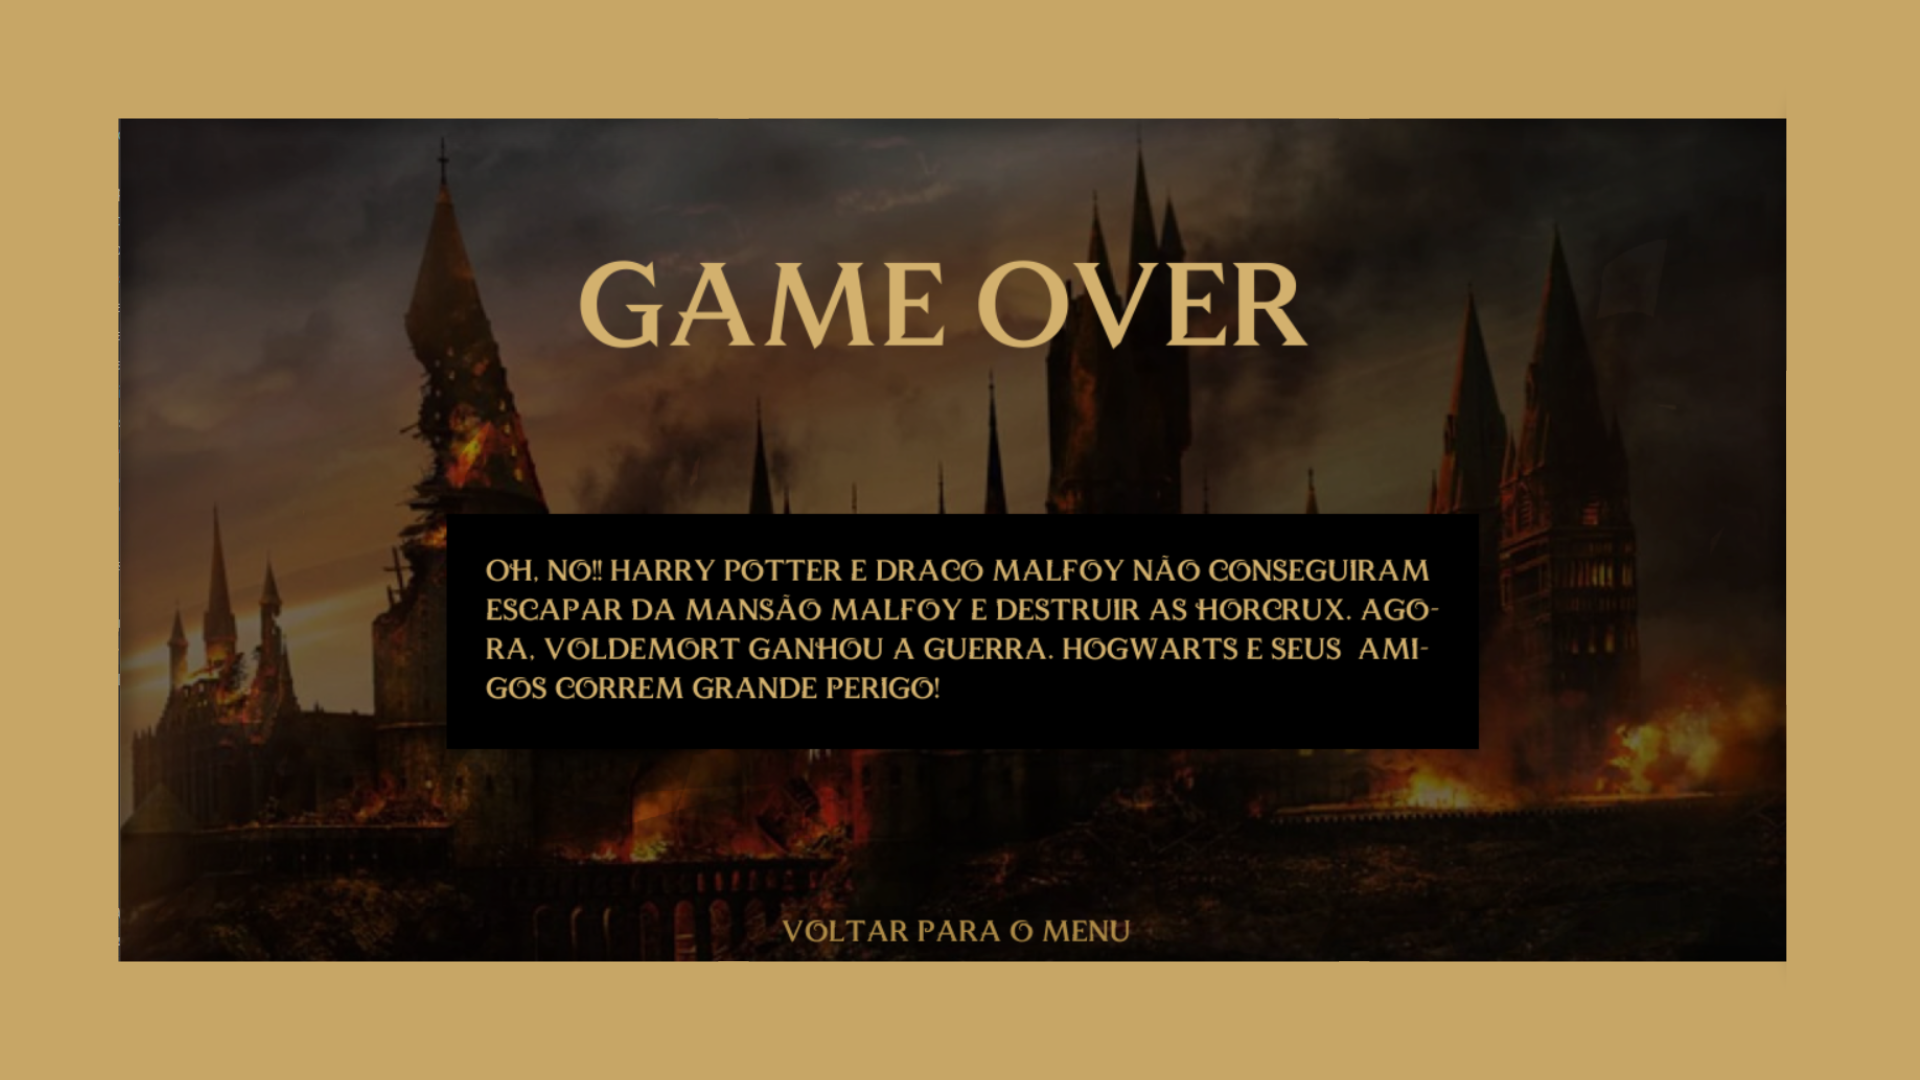 GAME OVER
OH, NO!! HARRY POTTER E DRACO MALFOY NÃO CONSEGUIRAM
ESCAPAR DA MANSÃO MALFOY E DESTRUIR AS HORCRUX. AGO-
RA, VOLDEMORT GANHOU A GUERRA. HOGWARTS E SEUS  AMI-
GOS CORREM GRANDE PERIGO!
VOLTAR PARA O MENU